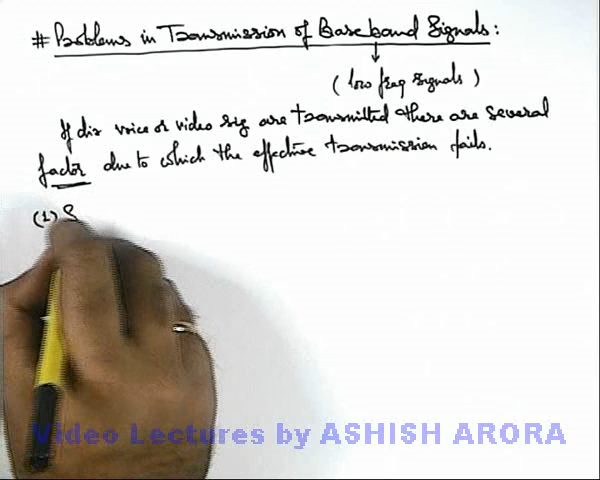 # Problems in Transmission of Baseband Signals:
(low freq signals)
If dir voice or video sig are transmitted there are several
factor due to which the effective transmission fails.
(1) S
Video Lectures by ASHISH ARORA